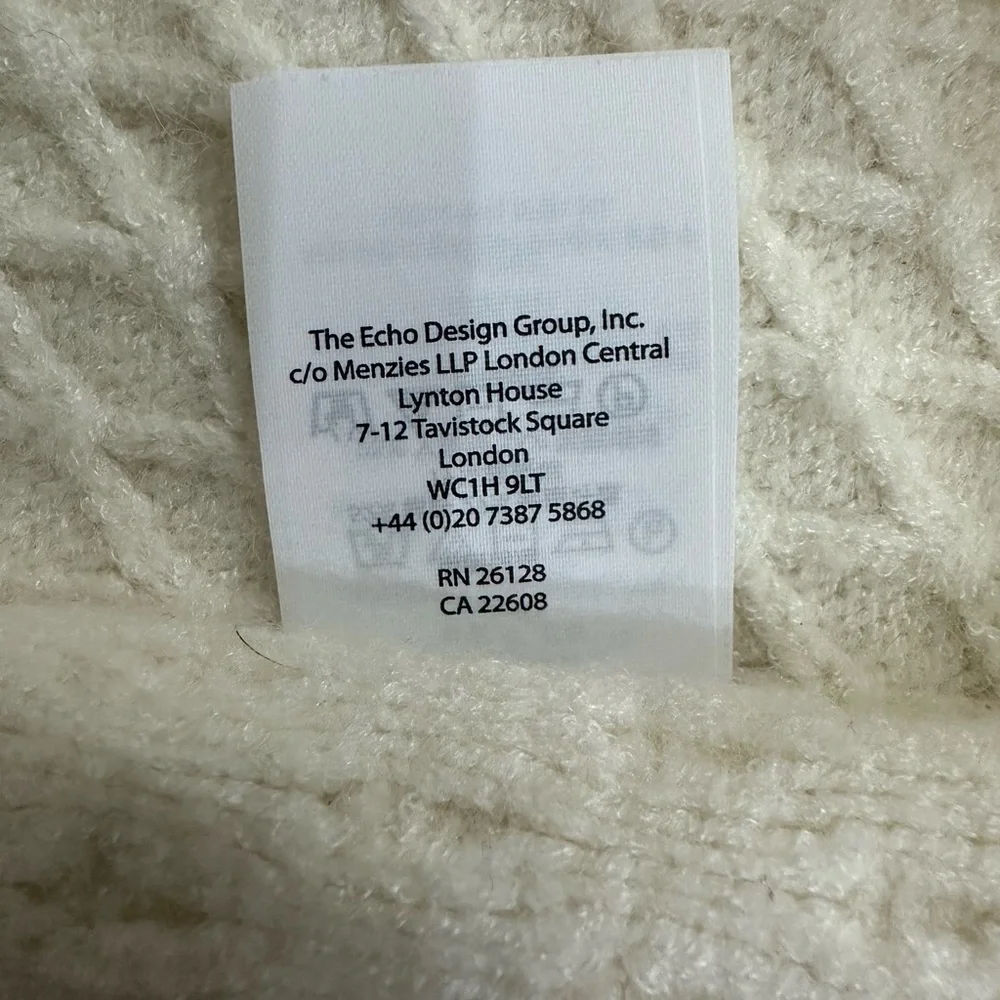 The Echo Design Group, Inc.
c/o Menzies LLP London Central
Lynton House
7-12 Tavistock Square
London
WC1H 9LT
+44 (0)20 7387 5868
RN 26128
CA 22608